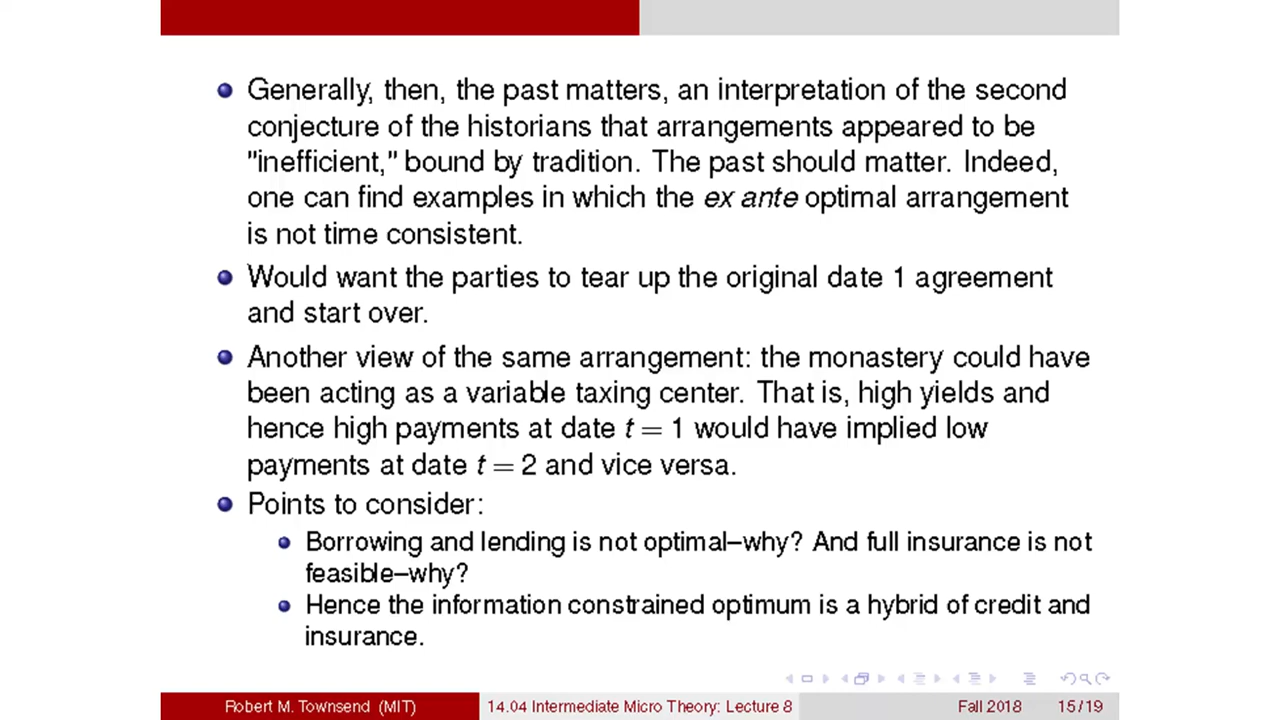 Generally, then, the past matters, an interpretation of the second
conjecture of the historians that arrangements appeared to be
"inefficient," bound by tradition. The past should matter. Indeed,
one can find examples in which the ex ante optimal arrangement
is not time consistent.
Would want the parties to tear up the original date 1 agreement
and start over.
Another view of the same arrangement: the monastery could have
been acting as a variable taxing center. That is, high yields and
hence high payments at date t = 1 would have implied low
payments at date t = 2 and vice versa.
Points to consider:
Borrowing and lending is not optimal–why? And full insurance is not
feasible–why?
Hence the information constrained optimum is a hybrid of credit and
insurance.
Robert M. Townsend (MIT) 14.04 Intermediate Micro Theory: Lecture 8 Fall 2018 15/19